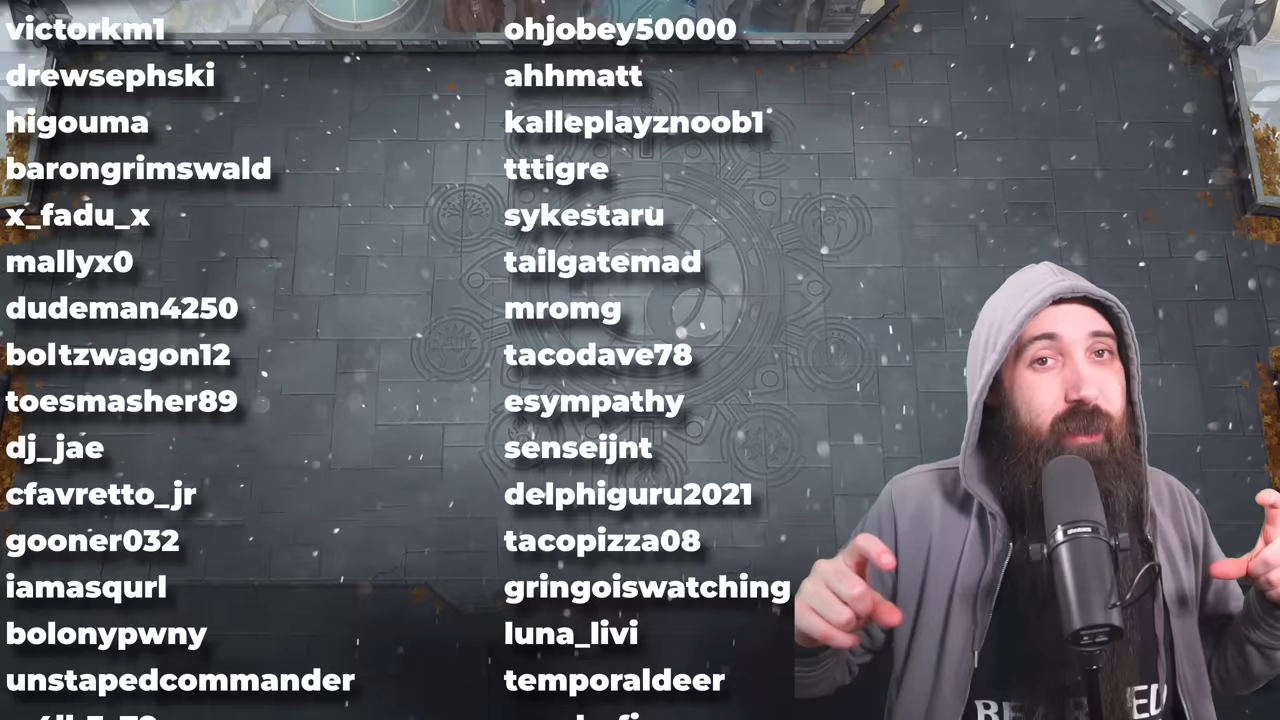 victorkm1
drewsephski
higouma
barongrimswald
x_fadu_x
mallyx0
dudeman4250
boltzwagon12
toesmasher89
dj_jae
cfavretto_jr
gooner032
iamasqurl
bolonypwny
unstapedcommander
ohjobey50000
ahhmatt
kalleplayznoob1
tttigre
sykestaru
tailgatemad
mromg
tacodave78
esympathy
senseijnt
delphiguru2021
tacopizza08
gringoiswatching
luna_livi
temporaldeer